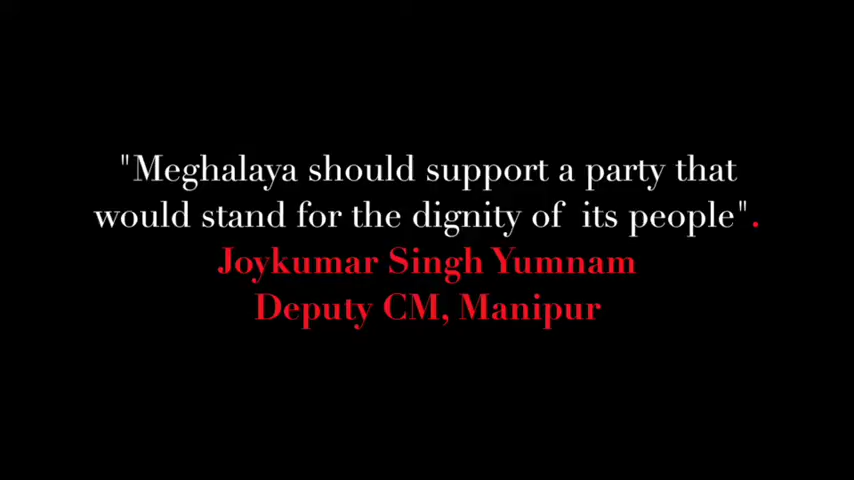 "Meghalaya should support a party that
would stand for the dignity of its people".
Joykumar Singh Yumnam
Deputy CM, Manipur